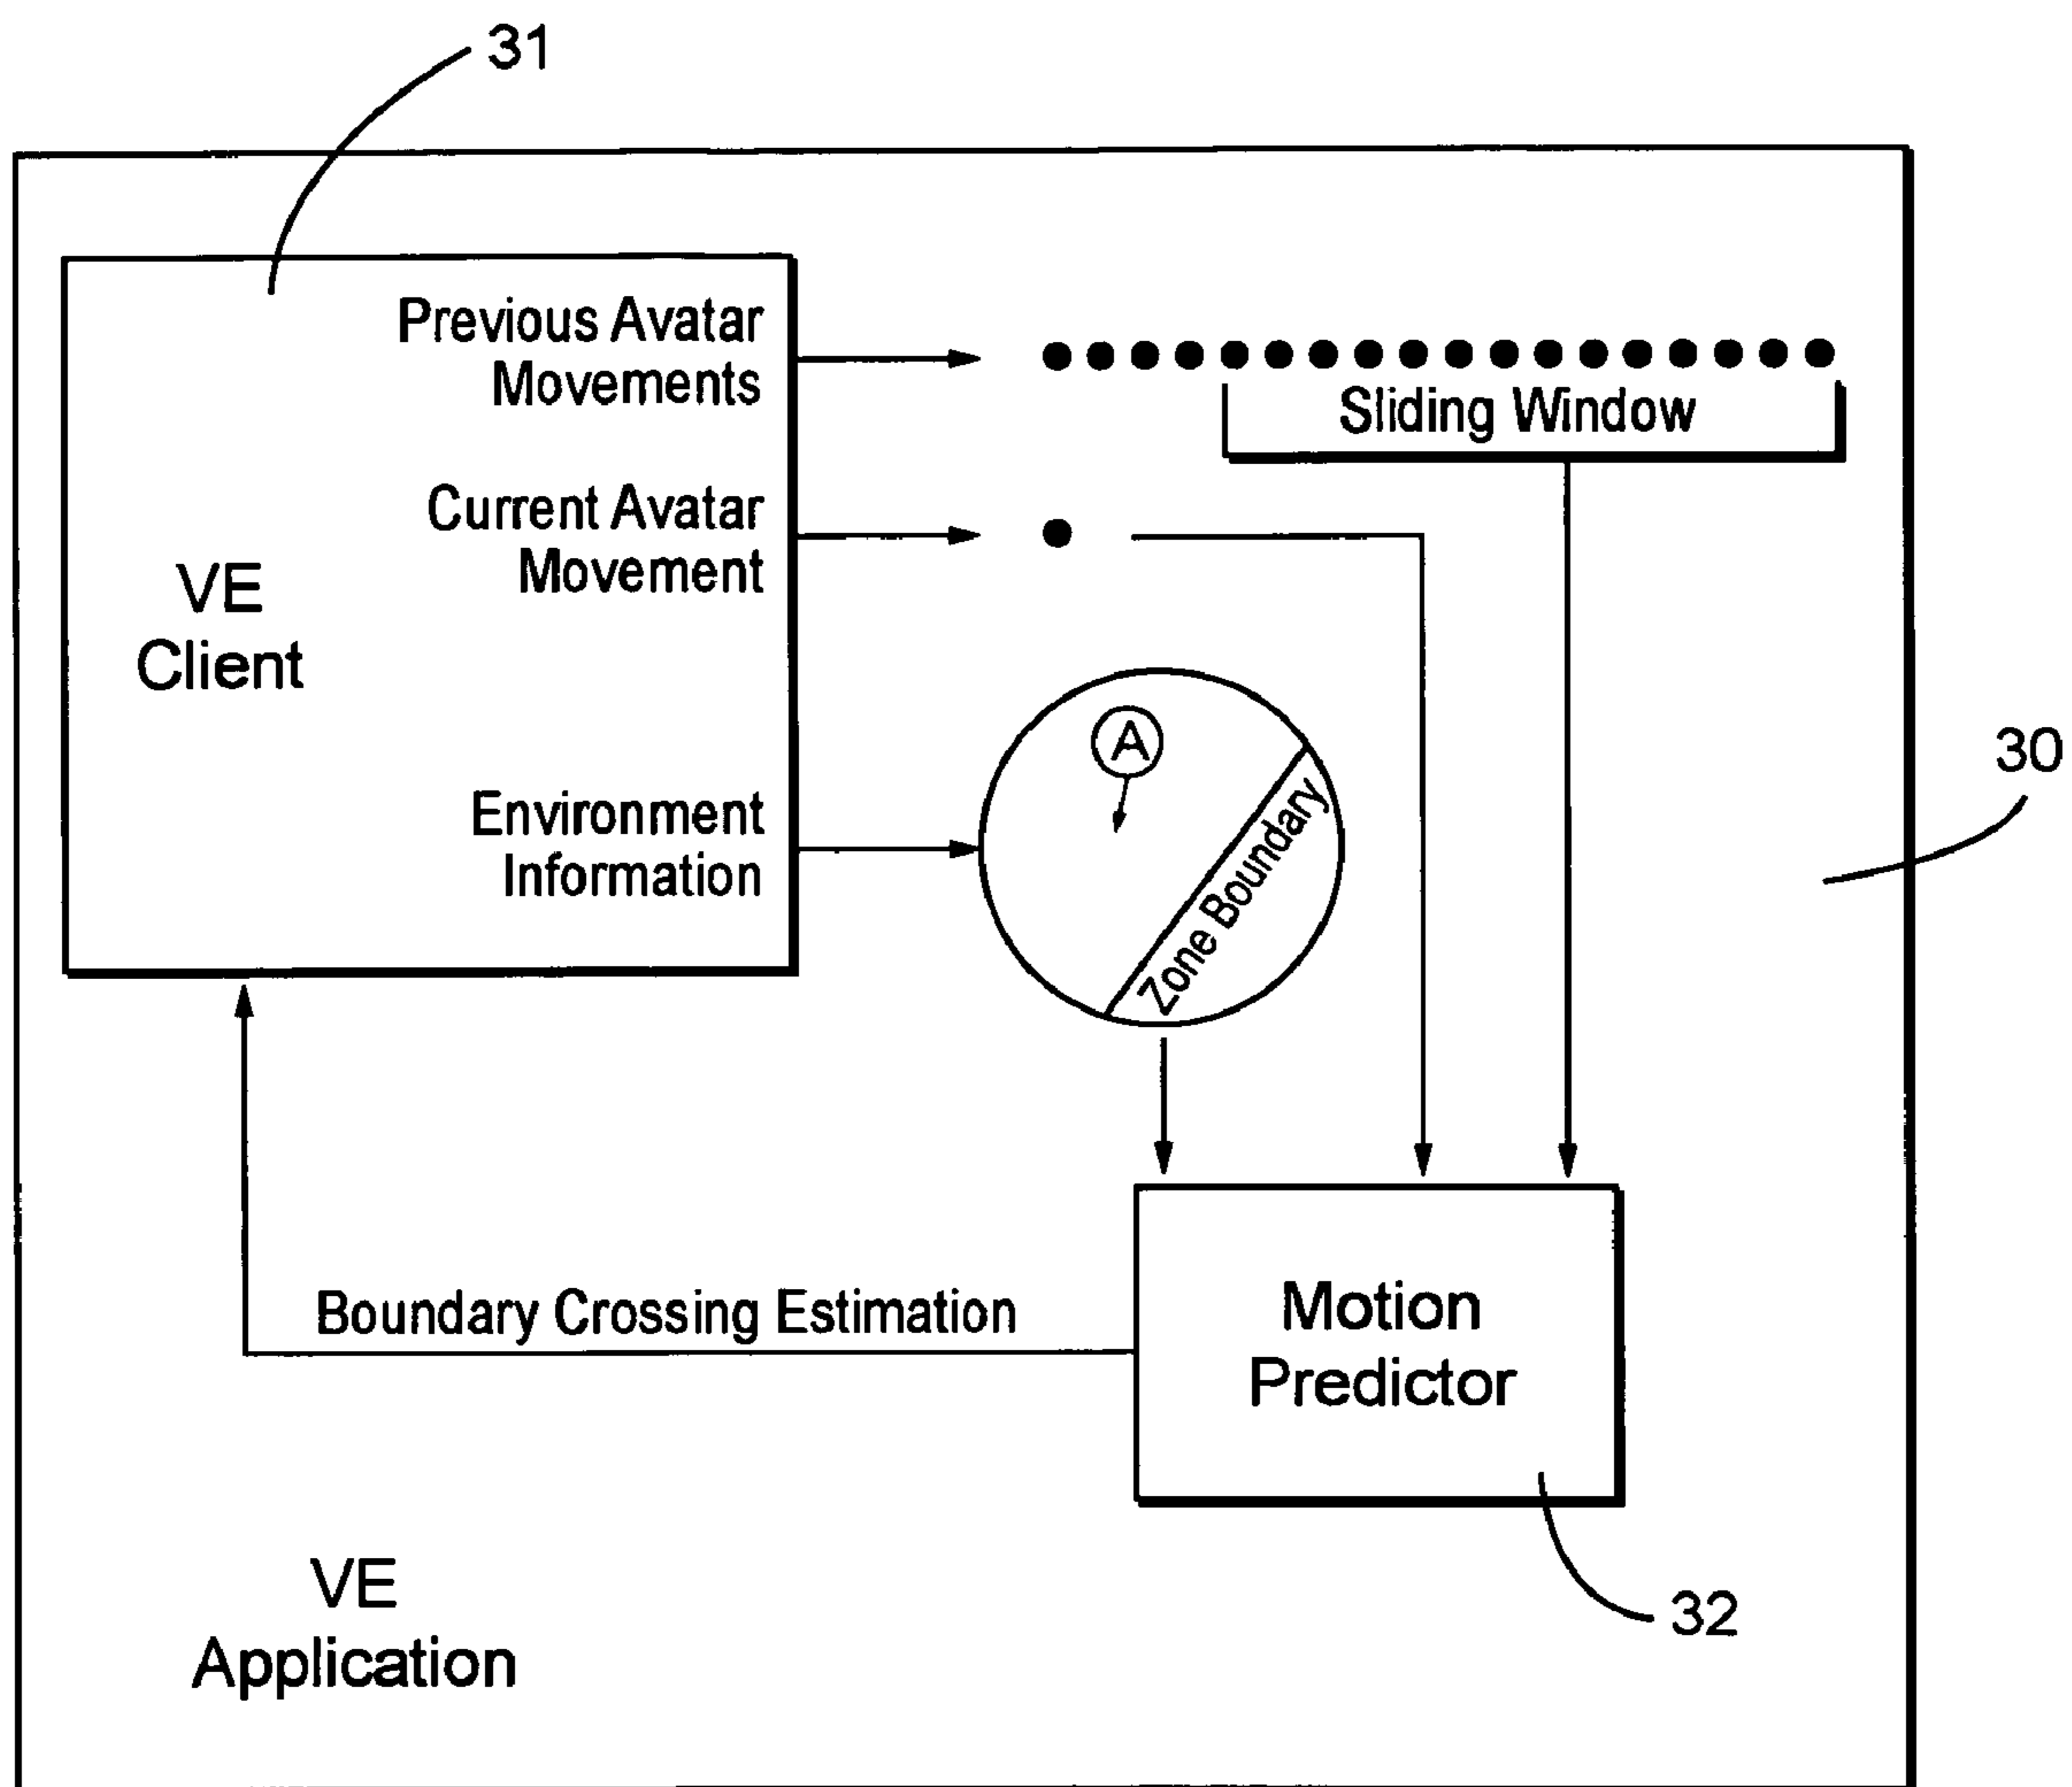 31
Previous Avatar
Movements
Sliding Window
Current Avatar
Movement
VE
Client
A
30
Environment
Information
Zone Boundary
Boundary Crossing Estimation
Motion
Predictor
32
VE
Application